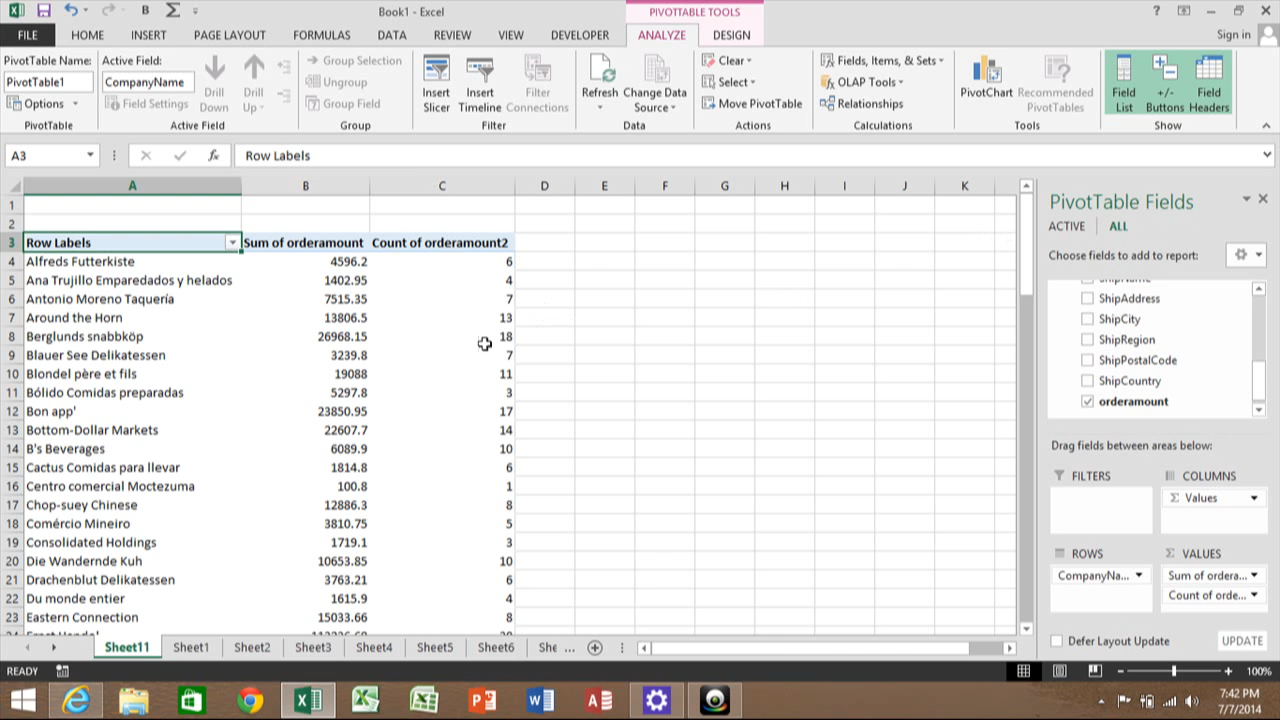 Book1 - Excel
PIVOTTABLE TOOLS
FILE HOME INSERT PAGE LAYOUT FORMULAS DATA REVIEW VIEW DEVELOPER ANALYZE DESIGN Sign in
PivotTable Name: Active Field:
PivotTable1 CompanyName
Options Field Settings
Drill Down Drill Up
Group Selection
Ungroup
Group Field
Insert Slicer Insert Timeline Filter Connections
Refresh Change Data Source
Clear
Select
Move PivotTable
Fields, Items, & Sets
OLAP Tools
Relationships
PivotChart Recommended PivotTables
Field List +/- Buttons Field Headers
PivotTable Active Field Group Filter Data Actions Calculations Tools Show
A3 fx Row Labels
A B C D E F G H I J K
1
2
3 Row Labels Sum of orderamount Count of orderamount2
4 Alfreds Futterkiste 4596.2 6
5 Ana Trujillo Emparedados y helados 1402.95 4
6 Antonio Moreno Taquería 7515.35 7
7 Around the Horn 13806.5 13
8 Berglunds snabbköp 26968.15 18
9 Blauer See Delikatessen 3239.8 7
10 Blondel père et fils 19088 11
11 Bólido Comidas preparadas 5297.8 3
12 Bon app' 23850.95 17
13 Bottom-Dollar Markets 22607.7 14
14 B's Beverages 6089.9 10
15 Cactus Comidas para llevar 1814.8 6
16 Centro comercial Moctezuma 100.8 1
17 Chop-suey Chinese 12886.3 8
18 Comércio Mineiro 3810.75 5
19 Consolidated Holdings 1719.1 3
20 Die Wandernde Kuh 10653.85 10
21 Drachenblut Delikatessen 3763.21 6
22 Du monde entier 1615.9 4
23 Eastern Connection 15033.66 8
PivotTable Fields
ACTIVE ALL
Choose fields to add to report:
ShipAddress
ShipCity
ShipRegion
ShipPostalCode
ShipCountry
orderamount
Drag fields between areas below:
FILTERS COLUMNS
Σ Values
ROWS Σ VALUES
CompanyNa... Sum of ordera...
Count of orde...
Defer Layout Update UPDATE
Sheet11 Sheet1 Sheet2 Sheet3 Sheet4 Sheet5 Sheet6 She ...
READY 100%
7:42 PM
7/7/2014